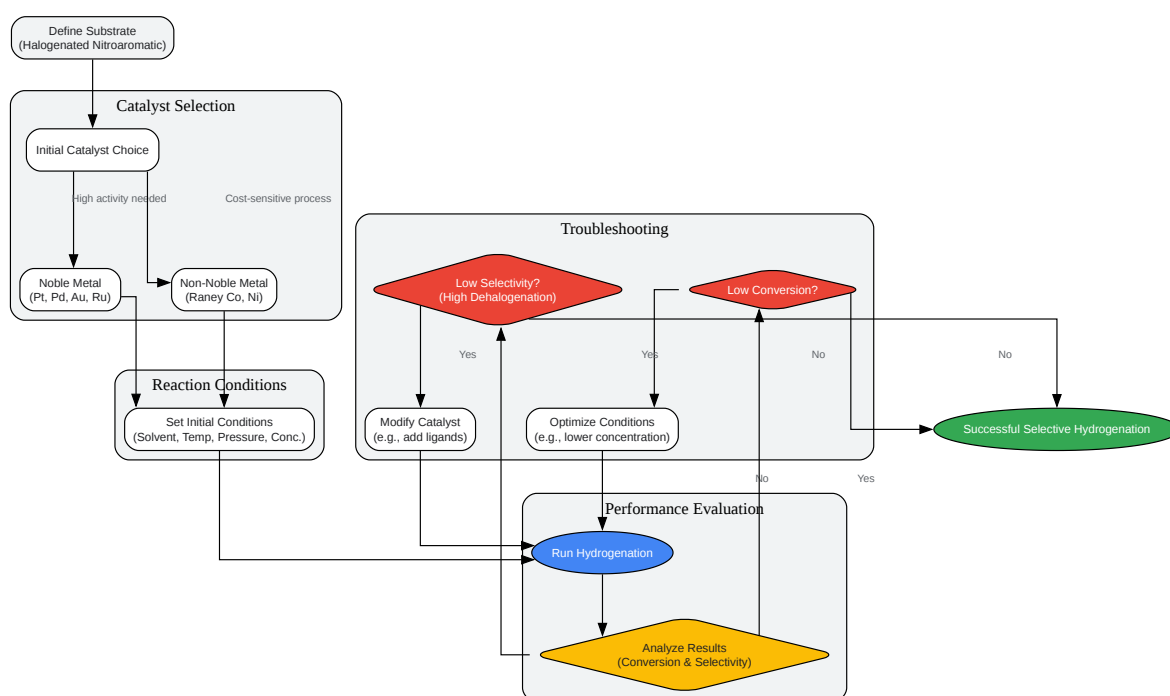 Define Substrate
(Halogenated Nitroaromatic)
Catalyst Selection
Initial Catalyst Choice
High activity needed
Cost-sensitive process
Noble Metal
(Pt, Pd, Au, Ru)
Non-Noble Metal
(Raney Co, Ni)
Reaction Conditions
Set Initial Conditions
(Solvent, Temp, Pressure, Conc.)
Troubleshooting
Low Selectivity?
(High Dehalogenation)
Low Conversion?
Yes
Yes
No
No
Modify Catalyst
(e.g., add ligands)
Optimize Conditions
(e.g., lower concentration)
Successful Selective Hydrogenation
No
Yes
Performance Evaluation
Run Hydrogenation
Analyze Results
(Conversion & Selectivity)